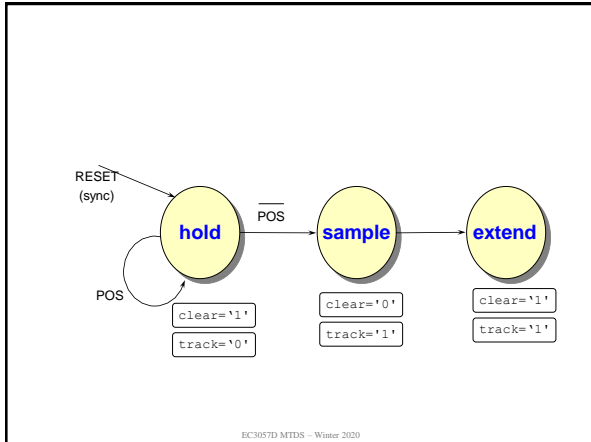 RESET
(sync)
POS
hold
sample
extend
POS
clear=‘1’
track=‘0’
clear='0'
track='1'
clear=‘1'
track=‘1'
EC3057D MTDS – Winter 2020